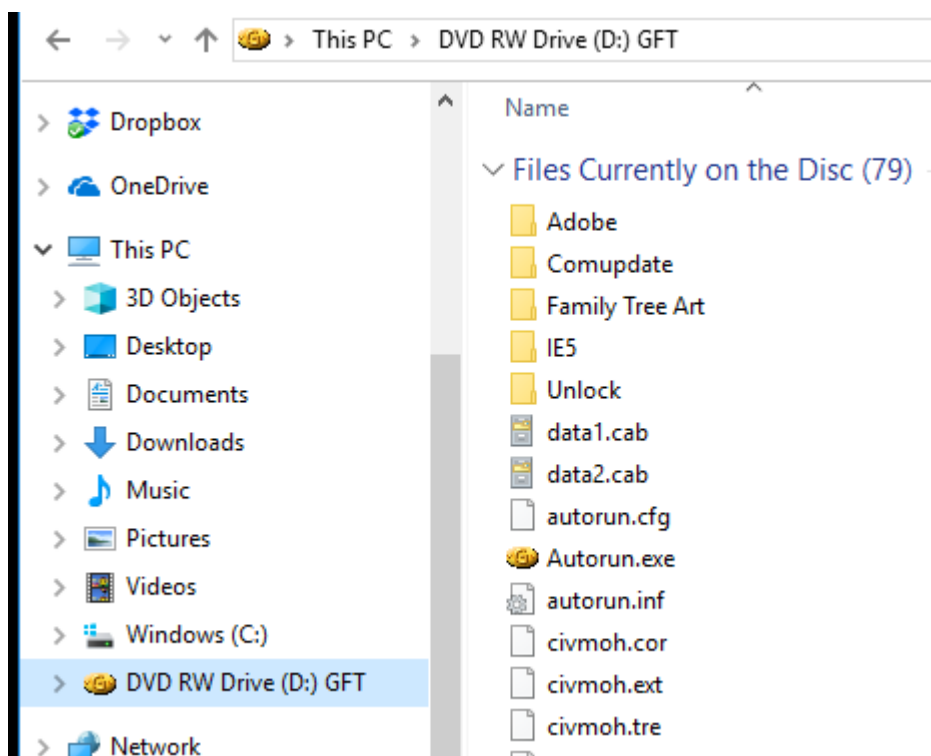 This PC > DVD RW Drive (D:) GFT
Dropbox
OneDrive
This PC
3D Objects
Desktop
Documents
Downloads
Music
Pictures
Videos
Windows (C:)
DVD RW Drive (D:) GFT
Network
Name
Files Currently on the Disc (79)
Adobe
Comupdate
Family Tree Art
IE5
Unlock
data1.cab
data2.cab
autorun.cfg
Autorun.exe
autorun.inf
civmoh.cor
civmoh.ext
civmoh.tre